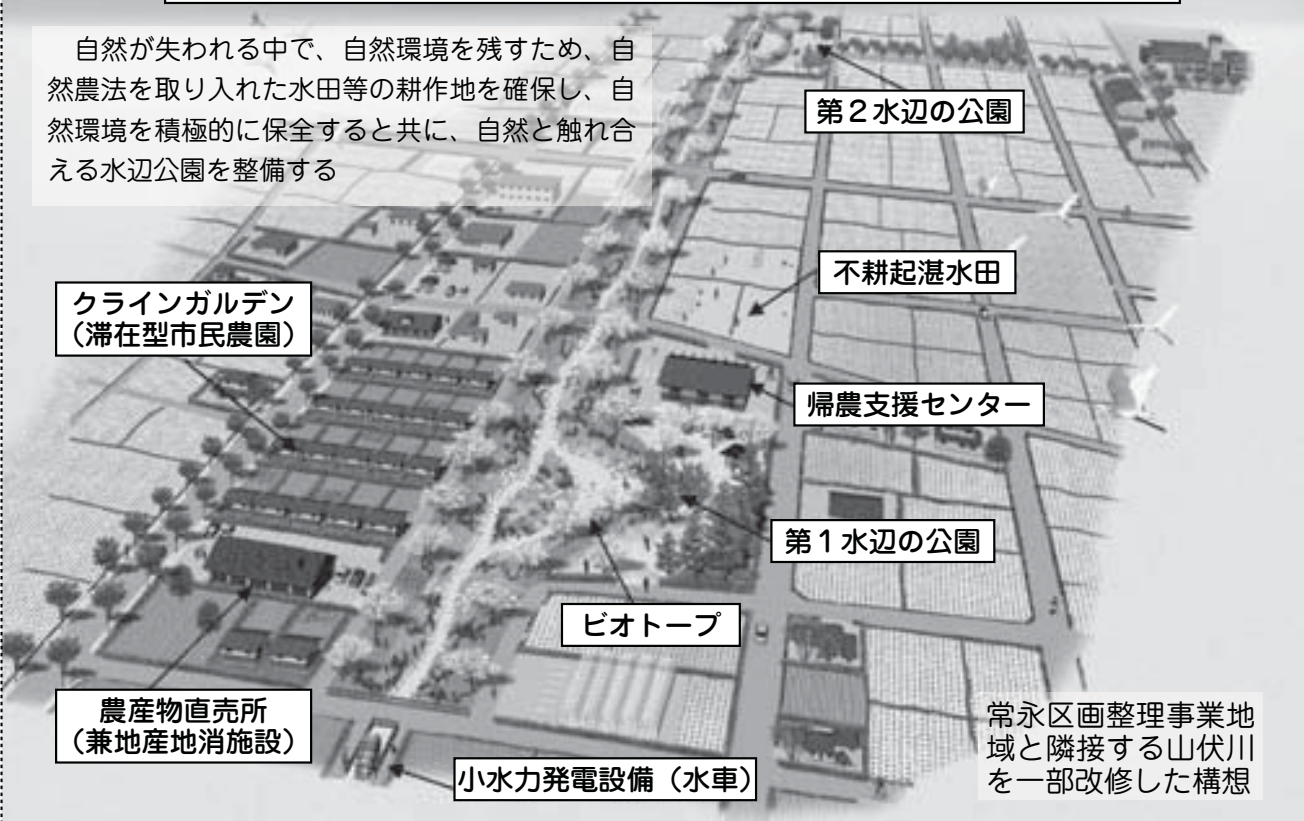 自然が失われる中で、自然環境を残すため、自
然農法を取り入れた水田等の耕作地を確保し、自
然環境を積極的に保全すると共に、自然と触れ合
える水辺公園を整備する
第2水辺の公園
不耕起湛水田
クラインガルデン
（滞在型市民農園）
帰農支援センター
第1水辺の公園
ビオトープ
農産物直売所
（兼地産地消施設）
小水力発電設備（水車）
常永区画整理事業地
域と隣接する山伏川
を一部改修した構想